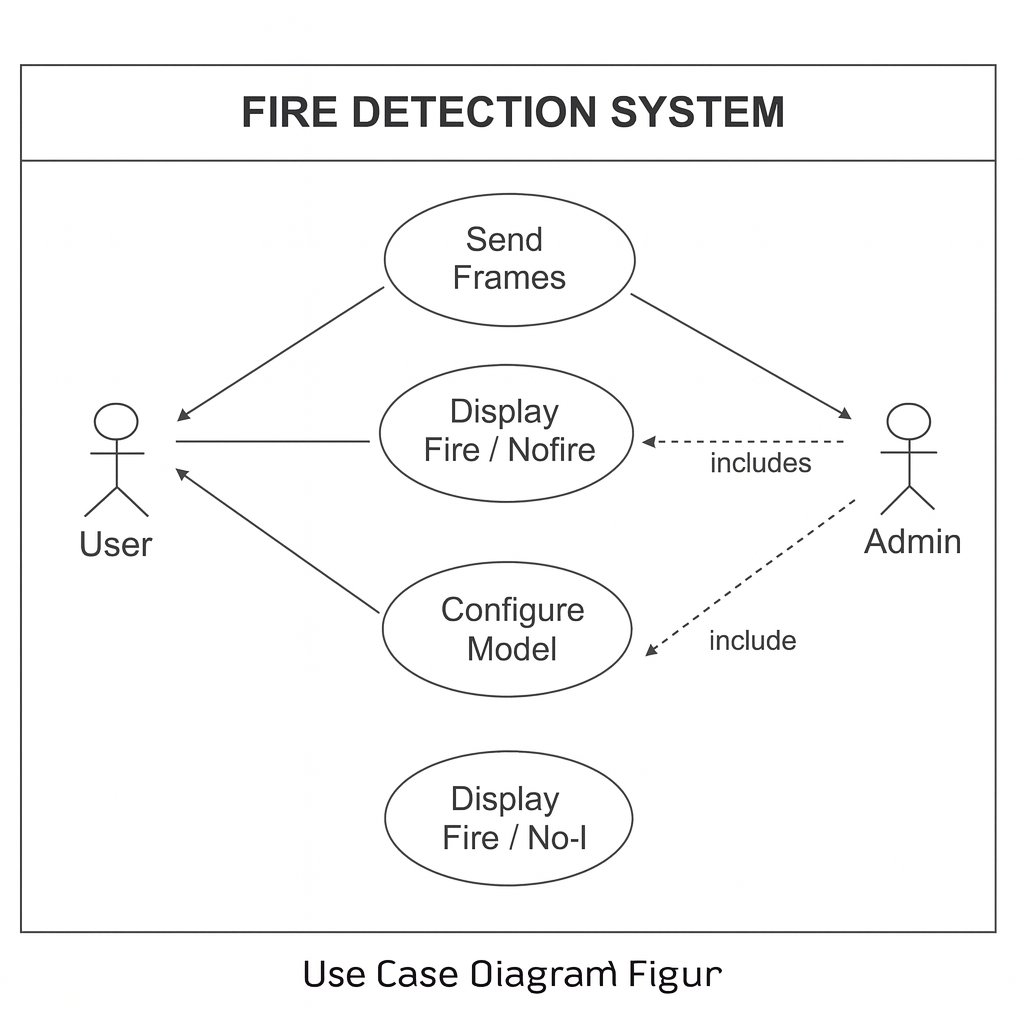 FIRE DETECTION SYSTEM
Send
Frames
Display
Fire / Nofire
includes
User
Admin
Configure
Model
include
Display
Fire / No-I
Use Case Oiagram Figur